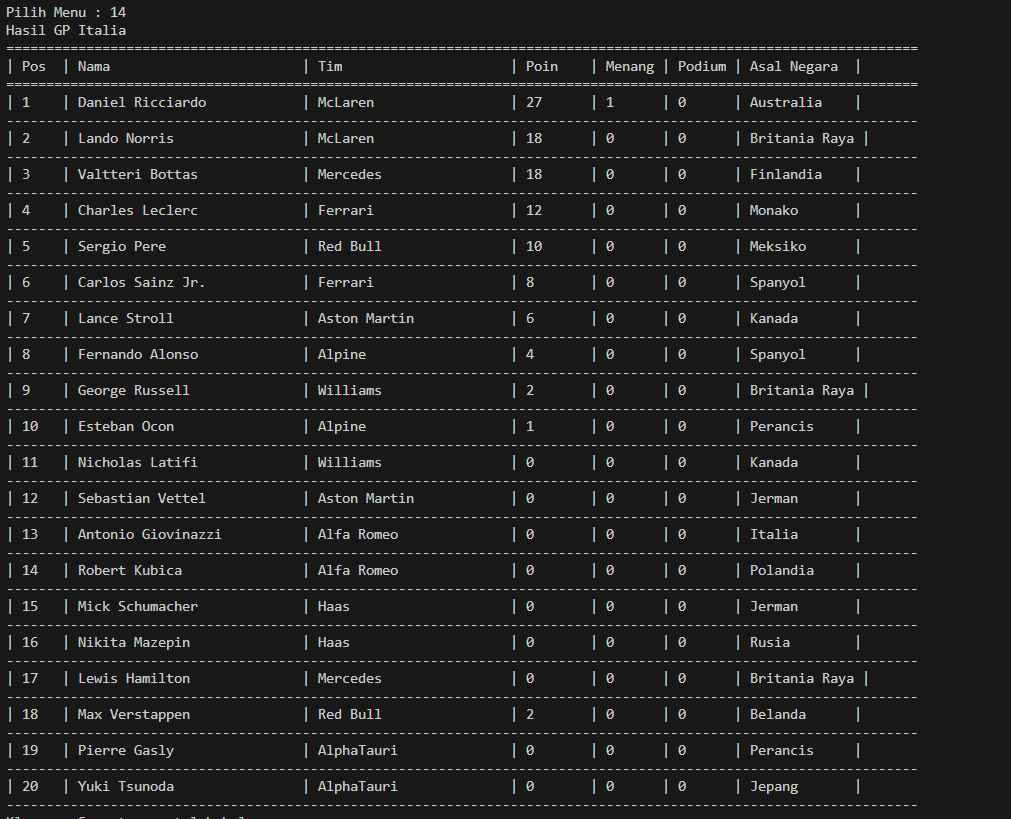 Pilih Menu : 14
Hasil GP Italia
| Pos | Nama | Tim | Poin | Menang | Podium | Asal Negara |
| 1 | Daniel Ricciardo | McLaren | 27 | 1 | 0 | Australia |
| 2 | Lando Norris | McLaren | 18 | 0 | 0 | Britania Raya |
| 3 | Valtteri Bottas | Mercedes | 18 | 0 | 0 | Finlandia |
| 4 | Charles Leclerc | Ferrari | 12 | 0 | 0 | Monako |
| 5 | Sergio Pere | Red Bull | 10 | 0 | 0 | Meksiko |
| 6 | Carlos Sainz Jr. | Ferrari | 8 | 0 | 0 | Spanyol |
| 7 | Lance Stroll | Aston Martin | 6 | 0 | 0 | Kanada |
| 8 | Fernando Alonso | Alpine | 4 | 0 | 0 | Spanyol |
| 9 | George Russell | Williams | 2 | 0 | 0 | Britania Raya |
| 10 | Esteban Ocon | Alpine | 1 | 0 | 0 | Perancis |
| 11 | Nicholas Latifi | Williams | 0 | 0 | 0 | Kanada |
| 12 | Sebastian Vettel | Aston Martin | 0 | 0 | 0 | Jerman |
| 13 | Antonio Giovinazzi | Alfa Romeo | 0 | 0 | 0 | Italia |
| 14 | Robert Kubica | Alfa Romeo | 0 | 0 | 0 | Polandia |
| 15 | Mick Schumacher | Haas | 0 | 0 | 0 | Jerman |
| 16 | Nikita Mazepin | Haas | 0 | 0 | 0 | Rusia |
| 17 | Lewis Hamilton | Mercedes | 0 | 0 | 0 | Britania Raya |
| 18 | Max Verstappen | Red Bull | 2 | 0 | 0 | Belanda |
| 19 | Pierre Gasly | AlphaTauri | 0 | 0 | 0 | Perancis |
| 20 | Yuki Tsunoda | AlphaTauri | 0 | 0 | 0 | Jepang |